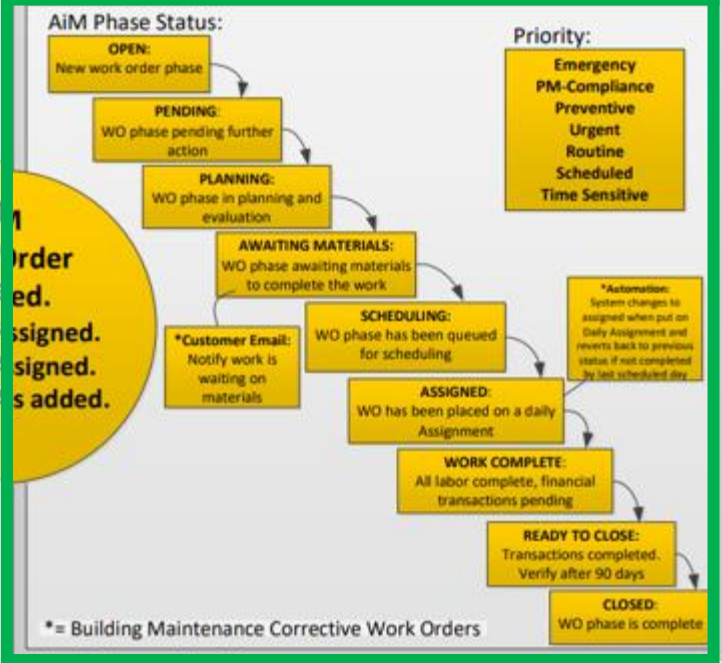 AiM Phase Status:
OPEN:
New work order phase
PENDING:
WO phase pending further
action
PLANNING:
WO phase in planning and
evaluation
AWAITING MATERIALS:
WO phase awaiting materials
to complete the work
*Customer Email:
Notify work is
waiting on
materials
SCHEDULING:
WO phase has been queued
for scheduling
*Automation:
System changes to
assigned when put on
Daily Assignment and
reverts back to previous
status if not completed
by last scheduled day
ASSIGNED:
WO has been placed on a daily
Assignment
WORK COMPLETE:
All labor complete, financial
transactions pending
READY TO CLOSE:
Transactions completed.
Verify after 90 days
CLOSED:
WO phase is complete
Priority:
Emergency
PM-Compliance
Preventive
Urgent
Routine
Scheduled
Time Sensitive
s added.
*= Building Maintenance Corrective Work Orders